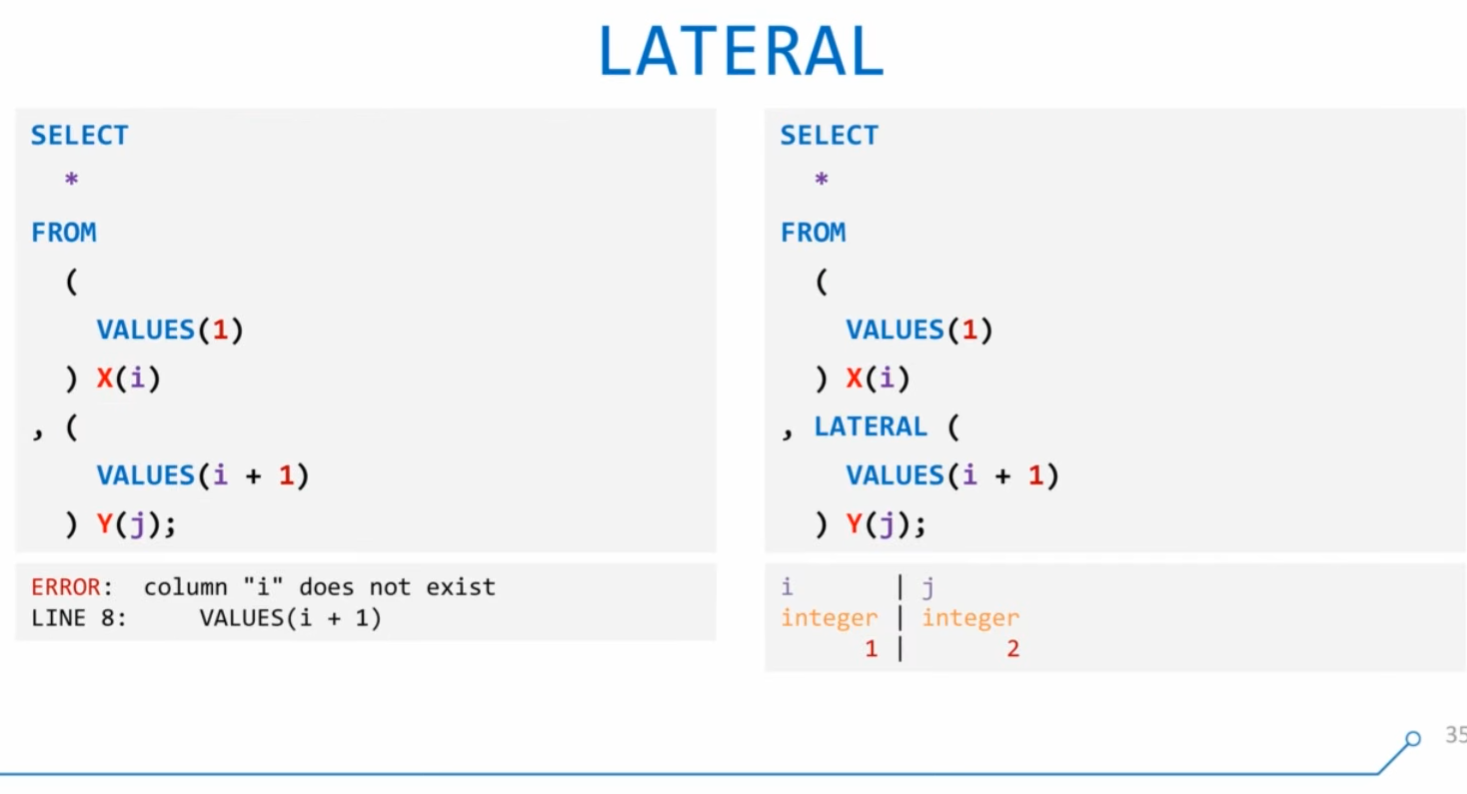 LATERAL
SELECT
*
FROM
(
VALUES(1)
) X(i)
, (
VALUES(i + 1)
) Y(j);
ERROR:  column "i" does not exist
LINE 8:     VALUES(i + 1)
SELECT
*
FROM
(
VALUES(1)
) X(i)
, LATERAL (
VALUES(i + 1)
) Y(j);
i       | j
integer | integer
1 |       2
35